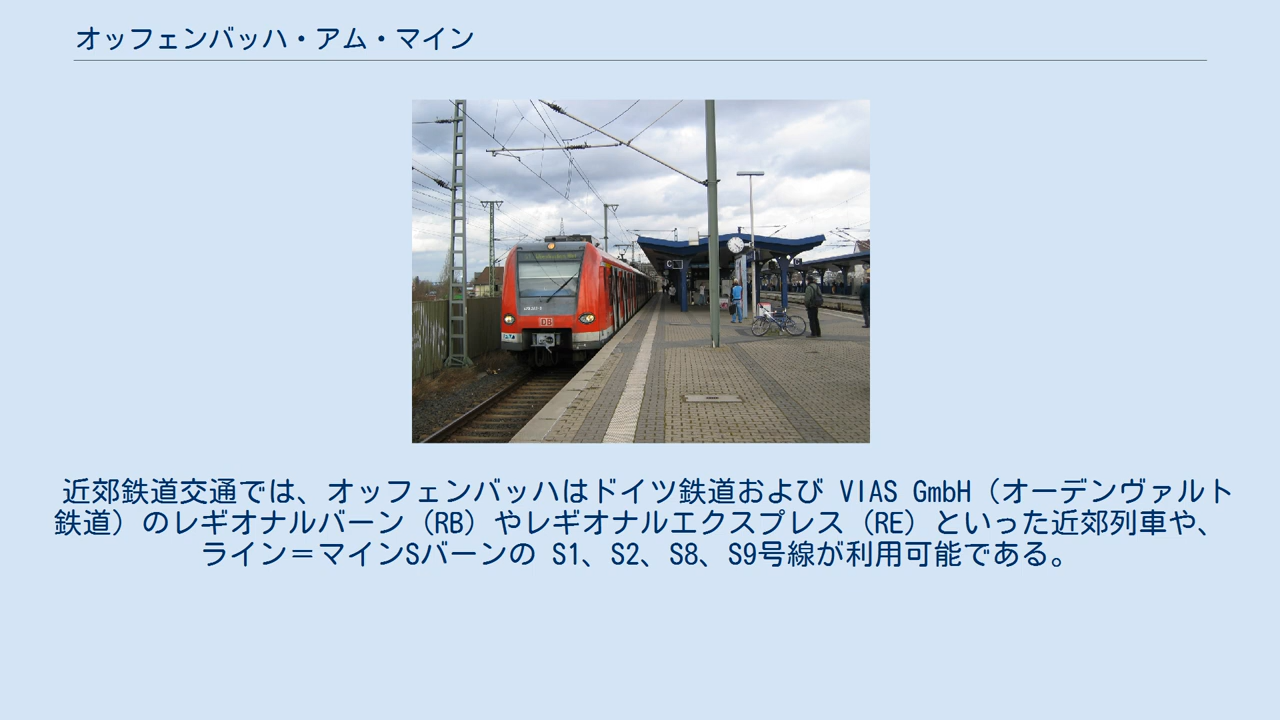 オッフェンバッハ・アム・マイン
DB
近郊鉄道交通では、オッフェンバッハはドイツ鉄道および VIAS GmbH（オーデンヴァルト
鉄道）のレギオナルバーン（RB）やレギオナルエクスプレス（RE）といった近郊列車や、
ライン＝マインSバーンの S1、S2、S8、S9号線が利用可能である。